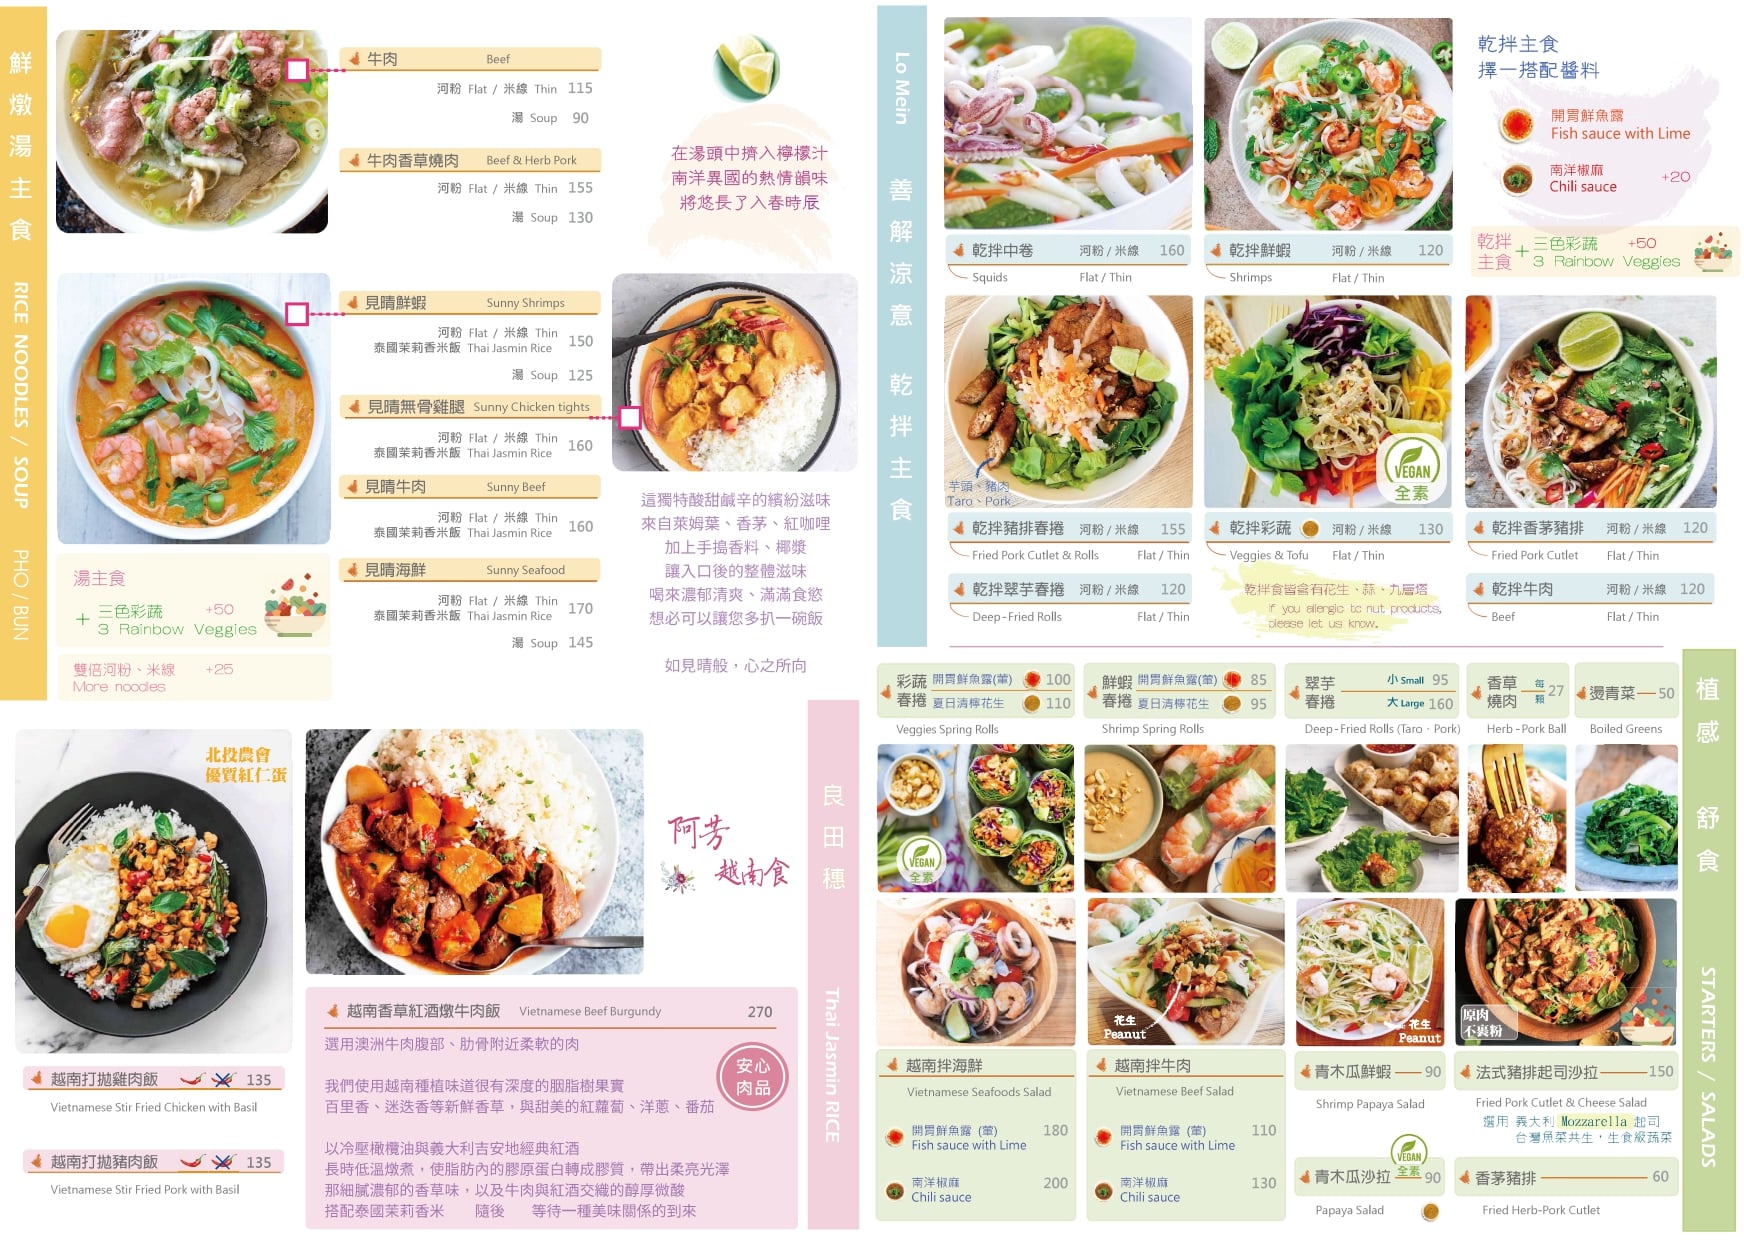 鮮燉湯主食 RICE NOODLES / SOUP PHO / BUN
牛肉 Beef
河粉 Flat / 米線 Thin 115
湯 Soup 90
牛肉香草燒肉 Beef & Herb Pork
河粉 Flat / 米線 Thin 155
湯 Soup 130
在湯頭中擠入檸檬汁
南洋異國的熱情韻味
將悠長了入春時辰
見晴鮮蝦 Sunny Shrimps
河粉 Flat / 米線 Thin
泰國茉莉香米飯 Thai Jasmin Rice 150
湯 Soup 125
見晴無骨雞腿 Sunny Chicken tights
河粉 Flat / 米線 Thin
泰國茉莉香米飯 Thai Jasmin Rice 160
見晴牛肉 Sunny Beef
河粉 Flat / 米線 Thin
泰國茉莉香米飯 Thai Jasmin Rice 160
見晴海鮮 Sunny Seafood
河粉 Flat / 米線 Thin
泰國茉莉香米飯 Thai Jasmin Rice 170
湯 Soup 145
湯主食
+ 三色彩蔬 +50
3 Rainbow Veggies
雙倍河粉、米線 +25
More noodles
這獨特酸甜鹹辛的繽紛滋味
來自萊姆葉、香茅、紅咖哩
加上手搗香料、椰漿
讓入口後的整體滋味
喝來濃郁清爽、滿滿食慾
想必可以讓您多扒一碗飯
如見晴般，心之所向
良田穗 Thai Jasmin RICE
北投農會
優質紅仁蛋
阿芳
越南食
越南打拋雞肉飯 135
Vietnamese Stir Fried Chicken with Basil
越南打拋豬肉飯 135
Vietnamese Stir Fried Pork with Basil
越南香草紅酒燉牛肉飯 Vietnamese Beef Burgundy 270
選用澳洲牛肉腹部、肋骨附近柔軟的肉
安心
肉品
我們使用越南種植味道很有深度的胭脂樹果實
百里香、迷迭香等新鮮香草，與甜美的紅蘿蔔、洋蔥、番茄
以冷壓橄欖油與義大利吉安地經典紅酒
長時低溫燉煮，使脂肪內的膠原蛋白轉成膠質，帶出柔亮光澤
那細膩濃郁的香草味，以及牛肉與紅酒交織的醇厚微酸
搭配泰國茉莉香米 隨後 等待一種美味關係的到來
Lo Mein 善解涼意 乾拌主食
乾拌主食
擇一搭配醬料
開胃鮮魚露
Fish sauce with Lime
南洋椒麻
Chili sauce +20
乾拌
主食 + 三色彩蔬 +50
3 Rainbow Veggies
乾拌中卷 河粉 / 米線 160
Squids Flat / Thin
乾拌鮮蝦 河粉 / 米線 120
Shrimps Flat / Thin
芋頭、豬肉
Taro、Pork
VEGAN
全素
乾拌豬排春捲 河粉 / 米線 155
Fried Pork Cutlet & Rolls Flat / Thin
乾拌彩蔬 河粉 / 米線 130
Veggies & Tofu Flat / Thin
乾拌香茅豬排 河粉 / 米線 120
Fried Pork Cutlet Flat / Thin
乾拌翠芋春捲 河粉 / 米線 120
Deep-Fried Rolls Flat / Thin
乾拌食皆含有花生、蒜、九層塔
If you allergic to nut products,
please let us know.
乾拌牛肉 河粉 / 米線 120
Beef Flat / Thin
植感 舒食 STARTERS / SALADS
彩蔬春捲 開胃鮮魚露(葷) 100
夏日清檸花生 110
Veggies Spring Rolls
鮮蝦春捲 開胃鮮魚露(葷) 85
夏日清檸花生 95
Shrimp Spring Rolls
翠芋春捲 小 Small 95
大 Large 160
Deep-Fried Rolls (Taro、Pork)
香草燒肉 每顆 27
Herb-Pork Ball
燙青菜 50
Boiled Greens
VEGAN
全素
花生
Peanut
花生
Peanut
原肉
不裹粉
越南拌海鮮
Vietnamese Seafoods Salad
開胃鮮魚露 (葷) 180
Fish sauce with Lime
南洋椒麻 200
Chili sauce
越南拌牛肉
Vietnamese Beef Salad
開胃鮮魚露 (葷) 110
Fish sauce with Lime
南洋椒麻 130
Chili sauce
青木瓜鮮蝦 90
Shrimp Papaya Salad
VEGAN
全素
青木瓜沙拉 90
Papaya Salad
法式豬排起司沙拉 150
Fried Pork Cutlet & Cheese Salad
選用 義大利 Mozzarella 起司
台灣魚菜共生，生食級蔬菜
香茅豬排 60
Fried Herb-Pork Cutlet